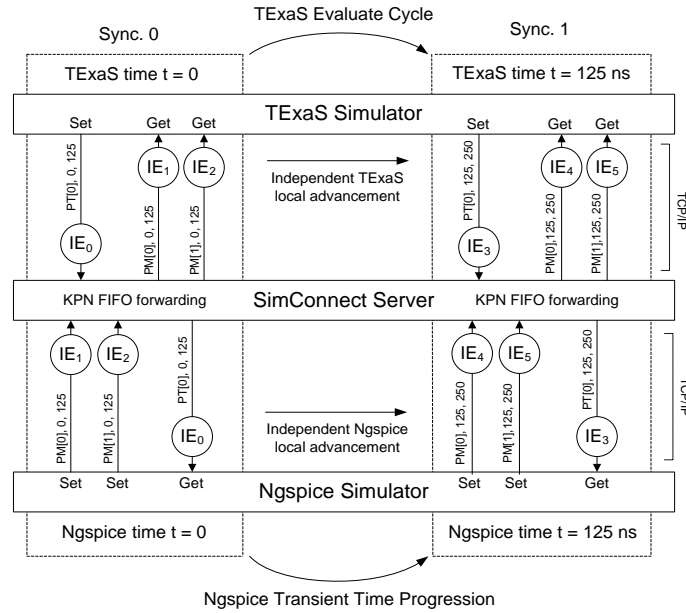 TExaS Evaluate Cycle
Sync. 0
Sync. 1
TExaS time t = 0
TExaS time t = 125 ns
TExaS Simulator
Set
Get
Get
Set
Get
Get
PT[0], 0, 125
IE0
IE1
PM[0], 0, 125
IE2
PM[1], 0, 125
Independent TExaS
local advancement
PT[0], 125, 250
IE3
IE4
PM[0],125, 250
IE5
PM[1],125, 250
TCP/IP
KPN FIFO forwarding
SimConnect Server
KPN FIFO forwarding
IE1
PM[0], 0, 125
IE2
PM[1], 0, 125
PT[0], 0, 125
IE0
Independent Ngspice
local advancement
IE4
PM[0], 125, 250
IE5
PM[1],125, 250
PT[0], 125, 250
IE3
TCP/IP
Set
Set
Get
Set
Set
Get
Ngspice Simulator
Ngspice time t = 0
Ngspice time t = 125 ns
Ngspice Transient Time Progression